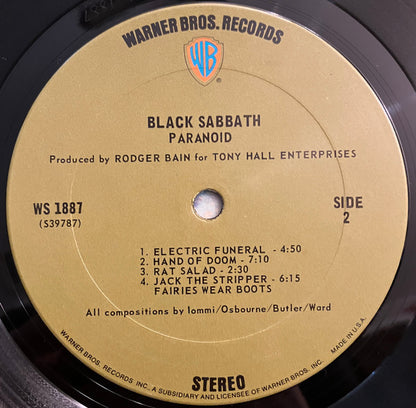 WARNER BROS. RECORDS
WB
®
BLACK SABBATH
PARANOID
Produced by RODGER BAIN for TONY HALL ENTERPRISES
WS 1887
(S39787)
SIDE
2
1. ELECTRIC FUNERAL - 4:50
2. HAND OF DOOM - 7:10
3. RAT SALAD - 2:30
4. JACK THE STRIPPER - 6:15
FAIRIES WEAR BOOTS
All compositions by Iommi/Osbourne/Butler/Ward
STEREO
WARNER BROS. RECORDS INC., A SUBSIDIARY AND LICENSEE OF WARNER BROS. INC.
MADE IN U.S.A.